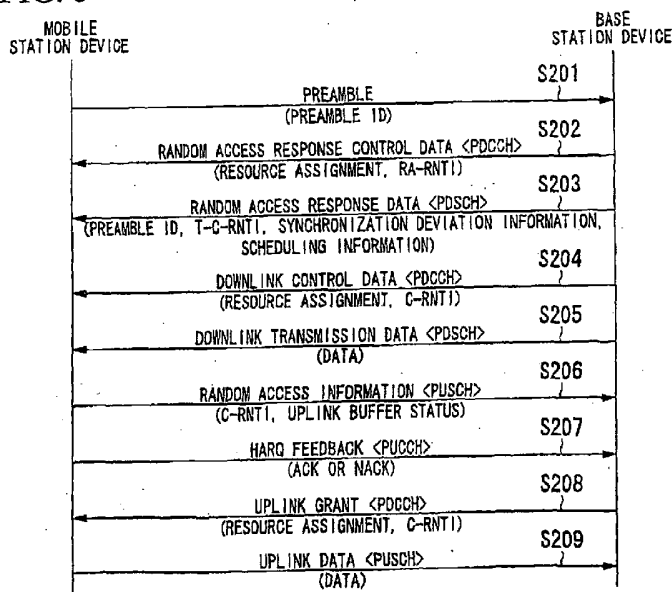 MOBILE
STATION DEVICE
BASE
STATION DEVICE
S201
PREAMBLE
(PREAMBLE ID)
S202
RANDOM ACCESS RESPONSE CONTROL DATA <PDCCH>
(RESOURCE ASSIGNMENT, RA-RNTI)
S203
RANDOM ACCESS RESPONSE DATA <PDSCH>
(PREAMBLE ID, T-C-RNTI, SYNCHRONIZATION DEVIATION INFORMATION,
SCHEDULING INFORMATION)
S204
DOWNLINK CONTROL DATA <PDCCH>
(RESOURCE ASSIGNMENT, C-RNTI)
S205
DOWNLINK TRANSMISSION DATA <PDSCH>
(DATA)
S206
RANDOM ACCESS INFORMATION <PUSCH>
(C-RNTI, UPLINK BUFFER STATUS)
S207
HARQ FEEDBACK <PUCCH>
(ACK OR NACK)
S208
UPLINK GRANT <PDCCH>
(RESOURCE ASSIGNMENT, C-RNTI)
S209
UPLINK DATA <PUSCH>
(DATA)